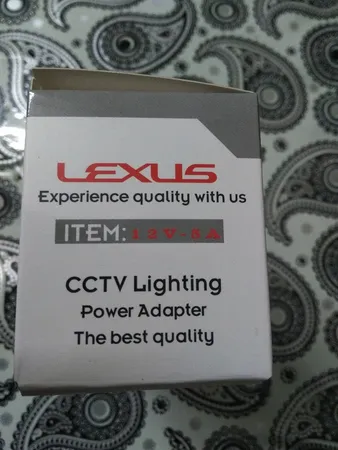 LEXUS
Experience quality with us
ITEM: 12V-5A
CCTV Lighting
Power Adapter
The best quality